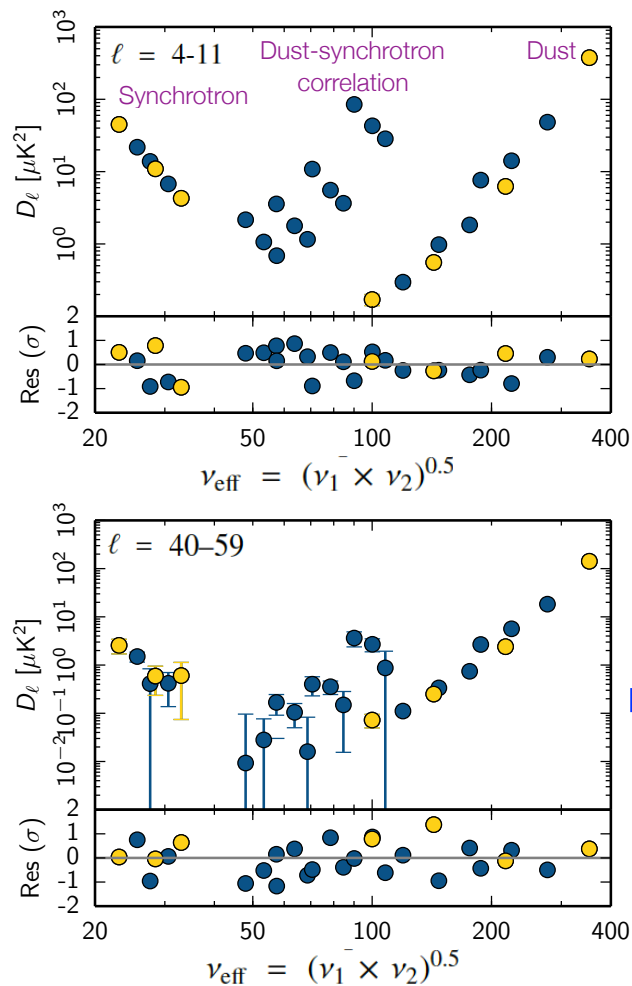 10³
ℓ = 4-11
Dust-synchrotron
correlation
Dust
Synchrotron
10²
10¹
10⁰
D_ℓ [μK²]
2
1
0
-1
-2
Res (σ)
20 50 100 200 400
ν_eff = (ν₁ × ν₂)^0.5
10³
ℓ = 40–59
10²
10¹
10⁰
10⁻¹
10⁻²
D_ℓ [μK²]
2
1
0
-1
-2
Res (σ)
20 50 100 200 400
ν_eff = (ν₁ × ν₂)^0.5